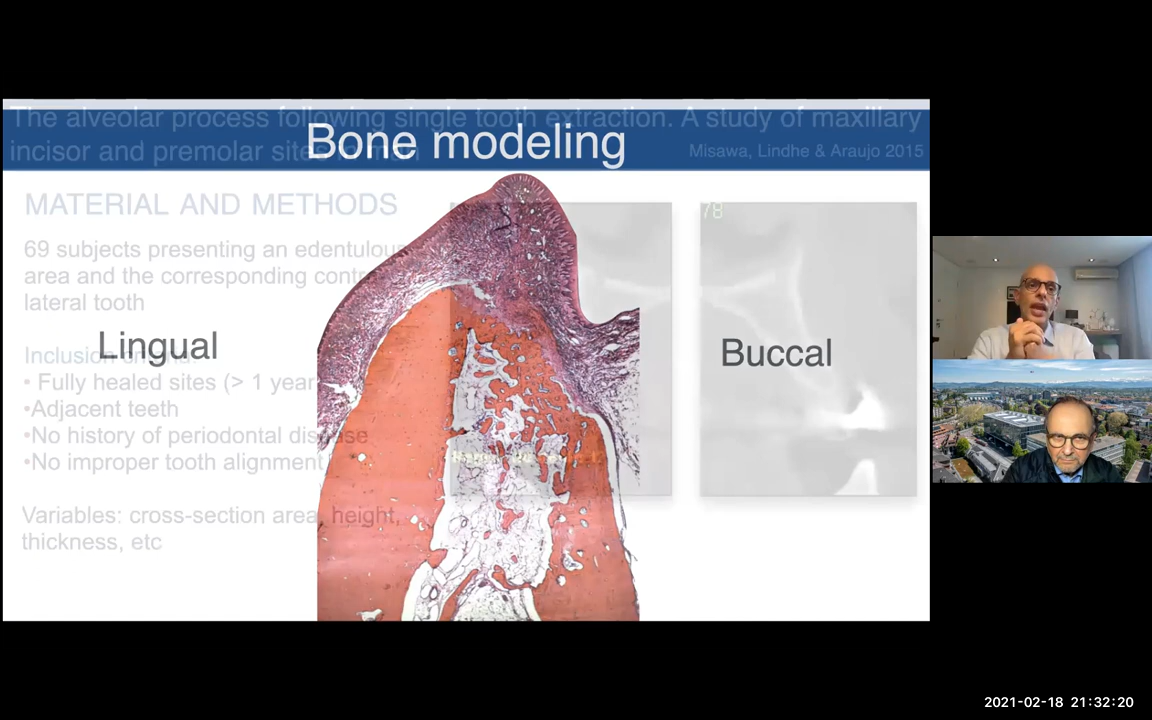 The alveolar process following single tooth extraction. A study of maxillary
incisor and premolar sites
Bone modeling
Misawa, Lindhe & Araujo 2015
MATERIAL AND METHODS
69 subjects presenting an edentulous
area and the corresponding
lateral tooth
Lingual
Inclusion
• Fully healed sites (> 1 year
•Adjacent teeth
•No history of periodontal disease
•No improper tooth alignment
Variables: cross-section area, height,
thickness, etc
78
Buccal
2021-02-18 21:32:20